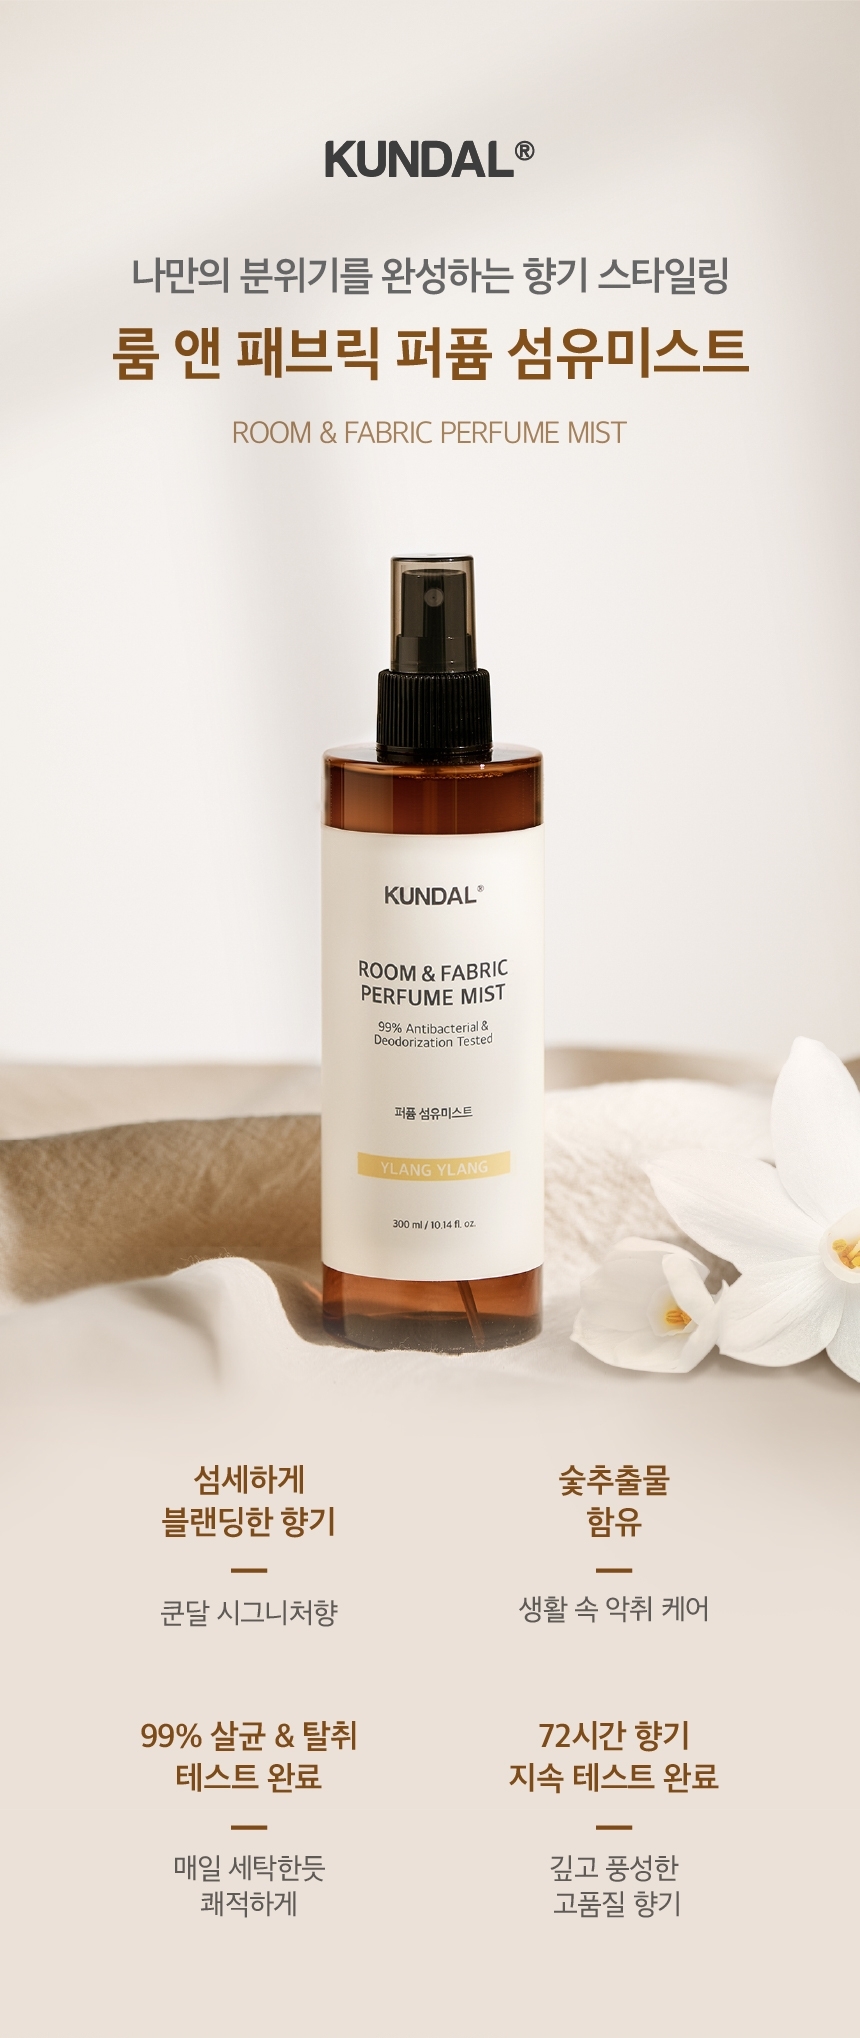 KUNDAL®
나만의 분위기를 완성하는 향기 스타일링
룸 앤 패브릭 퍼퓸 섬유미스트
ROOM & FABRIC PERFUME MIST
KUNDAL®
ROOM & FABRIC
PERFUME MIST
99% Antibacterial &
Deodorization Tested
퍼퓸 섬유미스트
YLANG YLANG
300 ml / 10.14 fl. oz.
섬세하게
블랜딩한 향기
쿤달 시그니처향
숯추출물
함유
생활 속 악취 케어
99% 살균 & 탈취
테스트 완료
매일 세탁한듯
쾌적하게
72시간 향기
지속 테스트 완료
깊고 풍성한
고품질 향기